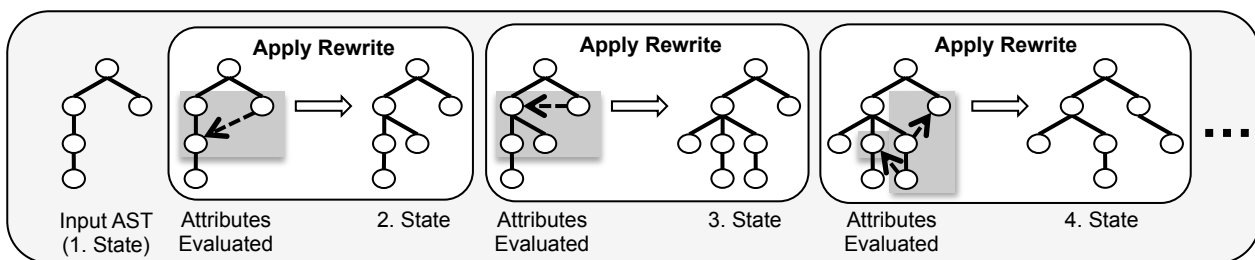 Apply Rewrite
Apply Rewrite
Apply Rewrite
Input AST
(1. State)
Attributes
Evaluated
2. State
Attributes
Evaluated
3. State
Attributes
Evaluated
4. State